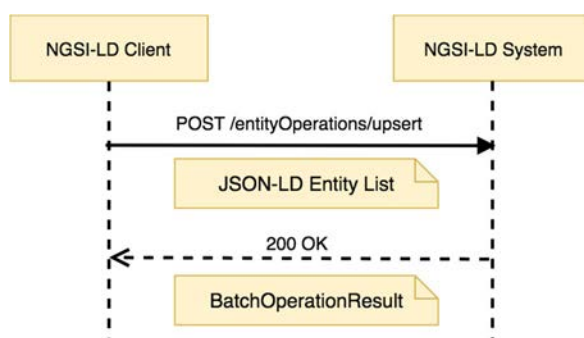 NGSI-LD Client
NGSI-LD System
POST /entityOperations/upsert
JSON-LD Entity List
200 OK
BatchOperationResult